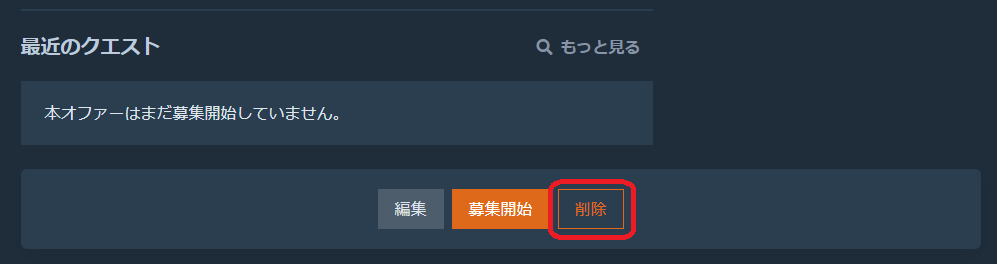 最近のクエスト
もっと見る
本オファーはまだ募集開始していません。
編集
募集開始
削除